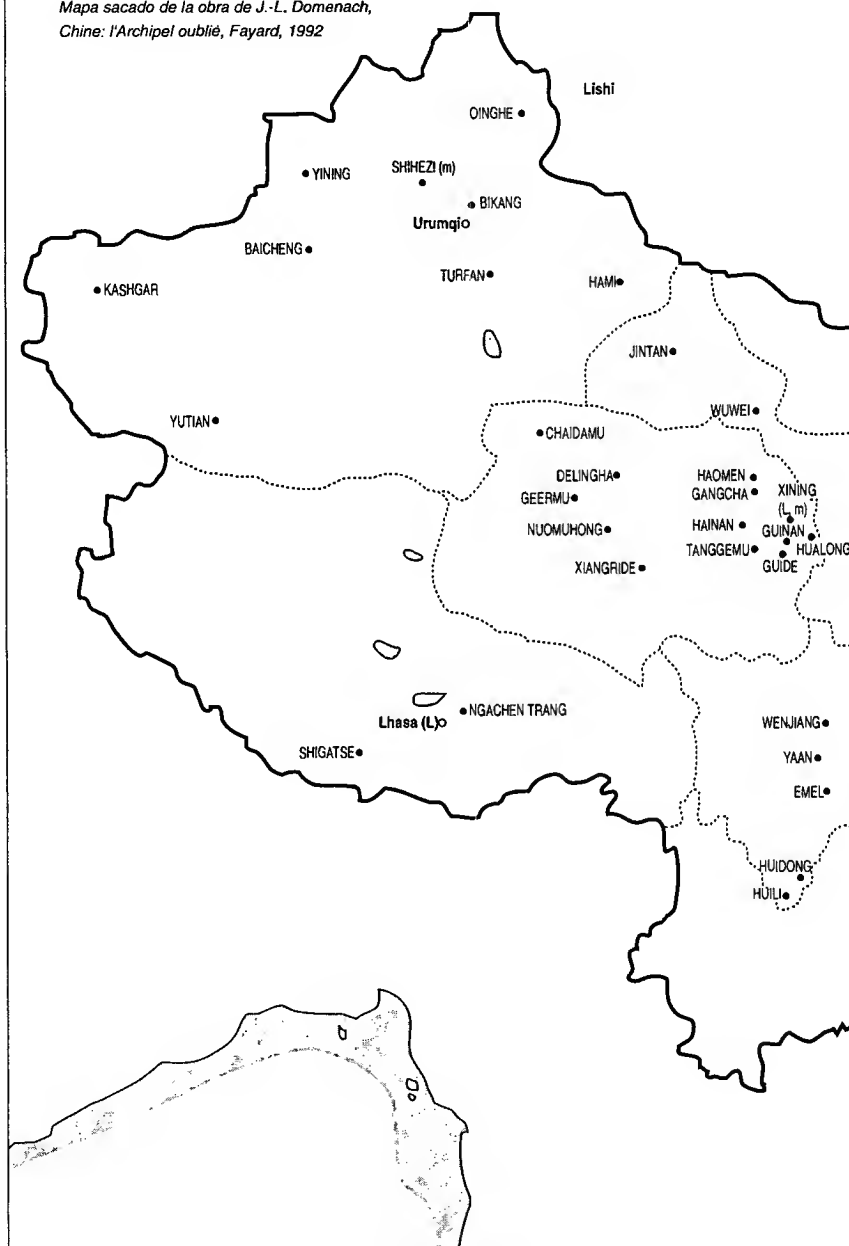 Mapa sacado de la obra de J.-L. Domenach,
Chine: l'Archipel oublié, Fayard, 1992
Lishi
OINGHE
YINING
SHIHEZI (m)
BIKANG
Urumqi
BAICHENG
TURFAN
HAMI
KASHGAR
JINTAN
YUTIAN
WUWEI
CHAIDAMU
DELINGHA
HAOMEN
GEERMU
GANGCHA
XINING
(L, m)
NUOMUHONG
HAINAN
GUINAN
HUALONG
TANGGEMU
GUIDE
XIANGRIDE
NGACHEN TRANG
Lhasa (L)
WENJIANG
SHIGATSE
YAAN
EMEL
HUIDONG
HUILI